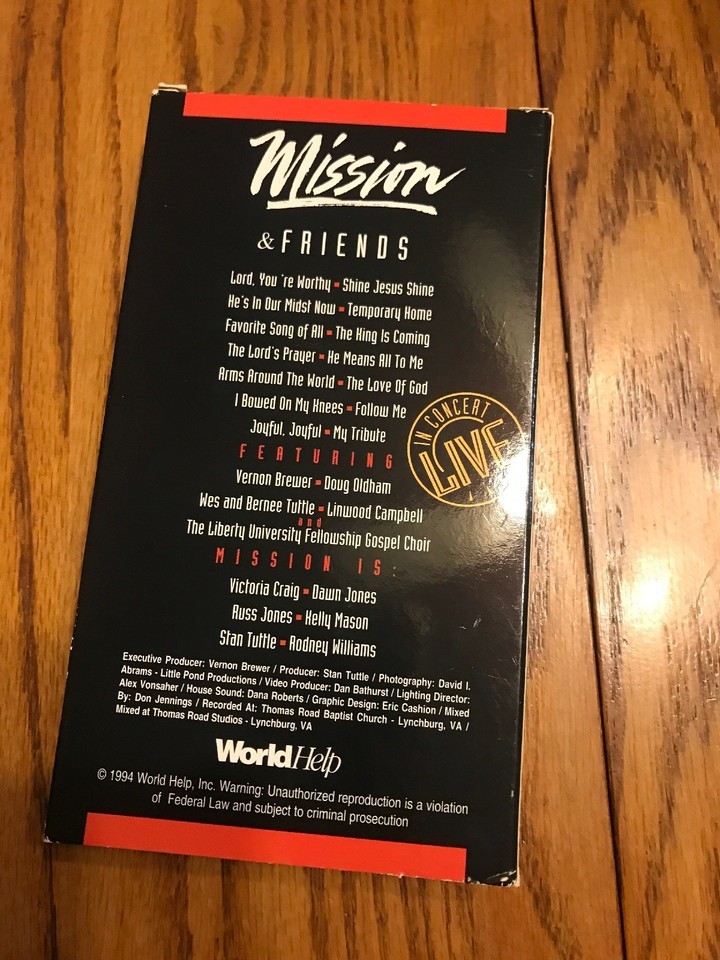 Mission
& FRIENDS
Lord, You 're Worthy ▪ Shine Jesus Shine
He's In Our Midst Now ▪ Temporary Home
Favorite Song of All ▪ The King Is Coming
The Lord's Prayer ▪ He Means All To Me
Arms Around The World ▪ The Love Of God
I Bowed On My Knees ▪ Follow Me
Joyful, Joyful ▪ My Tribute
IN CONCERT
LIVE
FEATURING
Vernon Brewer ▪ Doug Oldham
Wes and Bernee Tuttle ▪ Linwood Campbell
and
The Liberty University Fellowship Gospel Choir
MISSION IS:
Victoria Craig ▪ Dawn Jones
Russ Jones ▪ Kelly Mason
Stan Tuttle ▪ Rodney Williams
Executive Producer: Vernon Brewer / Producer: Stan Tuttle / Photography: David I.
Abrams - Little Pond Productions / Video Producer: Dan Bathurst / Lighting Director:
Alex Vonsaher / House Sound: Dana Roberts / Graphic Design: Eric Cashion / Mixed
By: Don Jennings / Recorded At: Thomas Road Baptist Church - Lynchburg, VA /
Mixed at Thomas Road Studios - Lynchburg, VA
WorldHelp
© 1994 World Help, Inc. Warning: Unauthorized reproduction is a violation
of Federal Law and subject to criminal prosecution